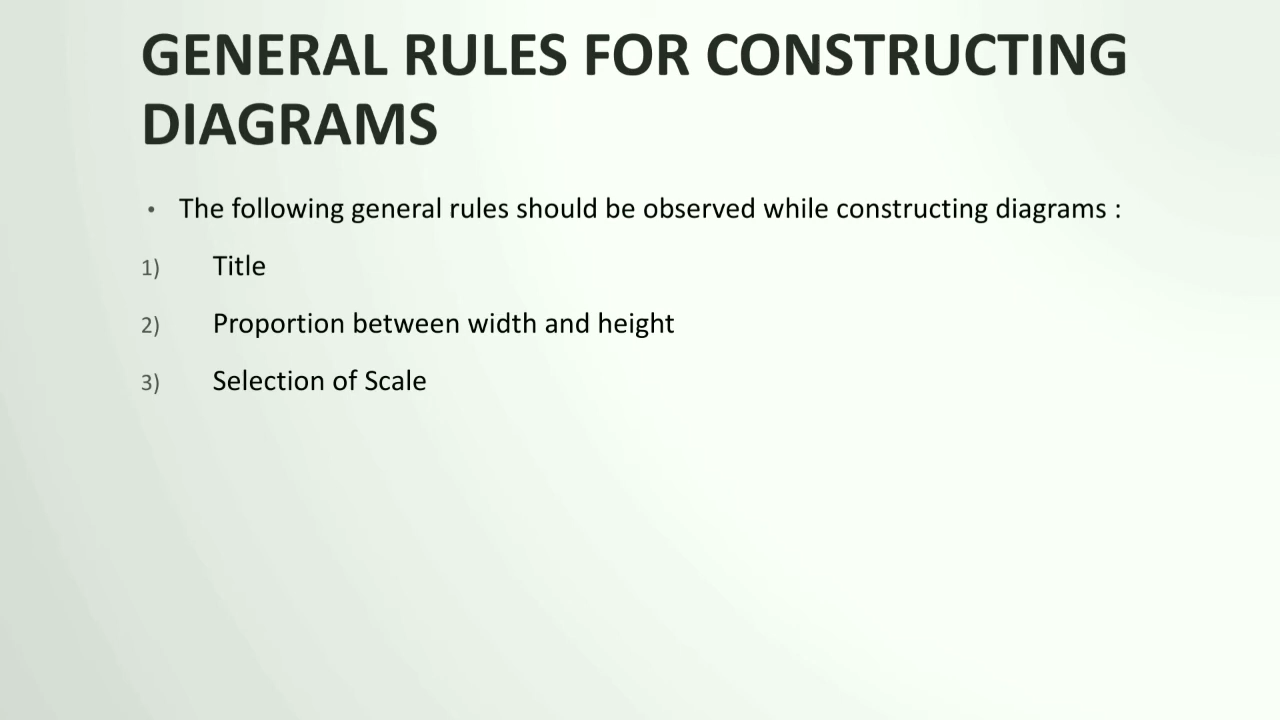 GENERAL RULES FOR CONSTRUCTING
DIAGRAMS
• The following general rules should be observed while constructing diagrams :
1) Title
2) Proportion between width and height
3) Selection of Scale